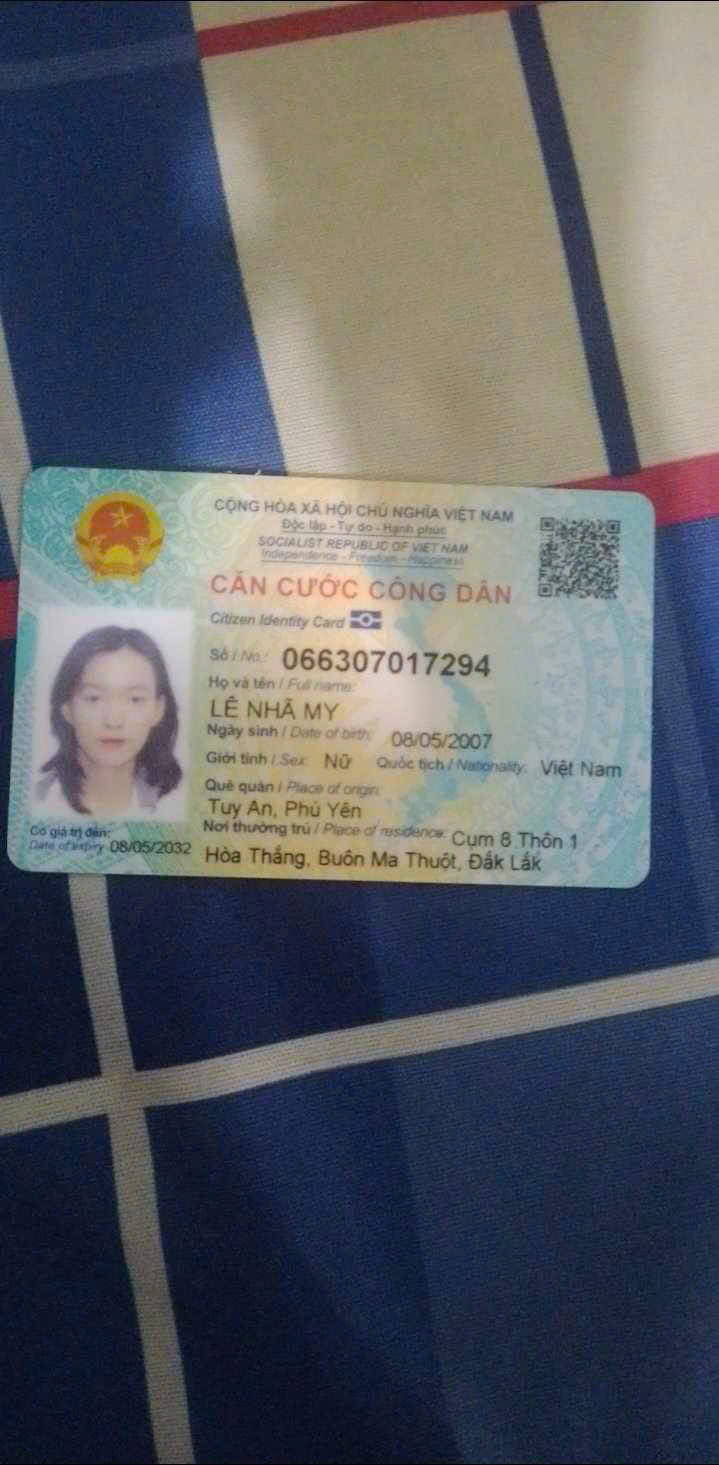 CỘNG HÒA XÃ HỘI CHỦ NGHĨA VIỆT NAM
Độc lập - Tự do - Hạnh phúc
SOCIALIST REPUBLIC OF VIET NAM
Independence - Freedom - Happiness
CĂN CƯỚC CÔNG DÂN
Citizen Identity Card
Số / No.: 066307017294
Họ và tên / Full name:
LÊ NHÃ MY
Ngày sinh / Date of birth: 08/05/2007
Giới tính / Sex: Nữ Quốc tịch / Nationality: Việt Nam
Quê quán / Place of origin:
Tuy An, Phú Yên
Nơi thường trú / Place of residence: Cụm 8 Thôn 1
Hòa Thắng, Buôn Ma Thuột, Đắk Lắk
Có giá trị đến:
Date of expiry 08/05/2032